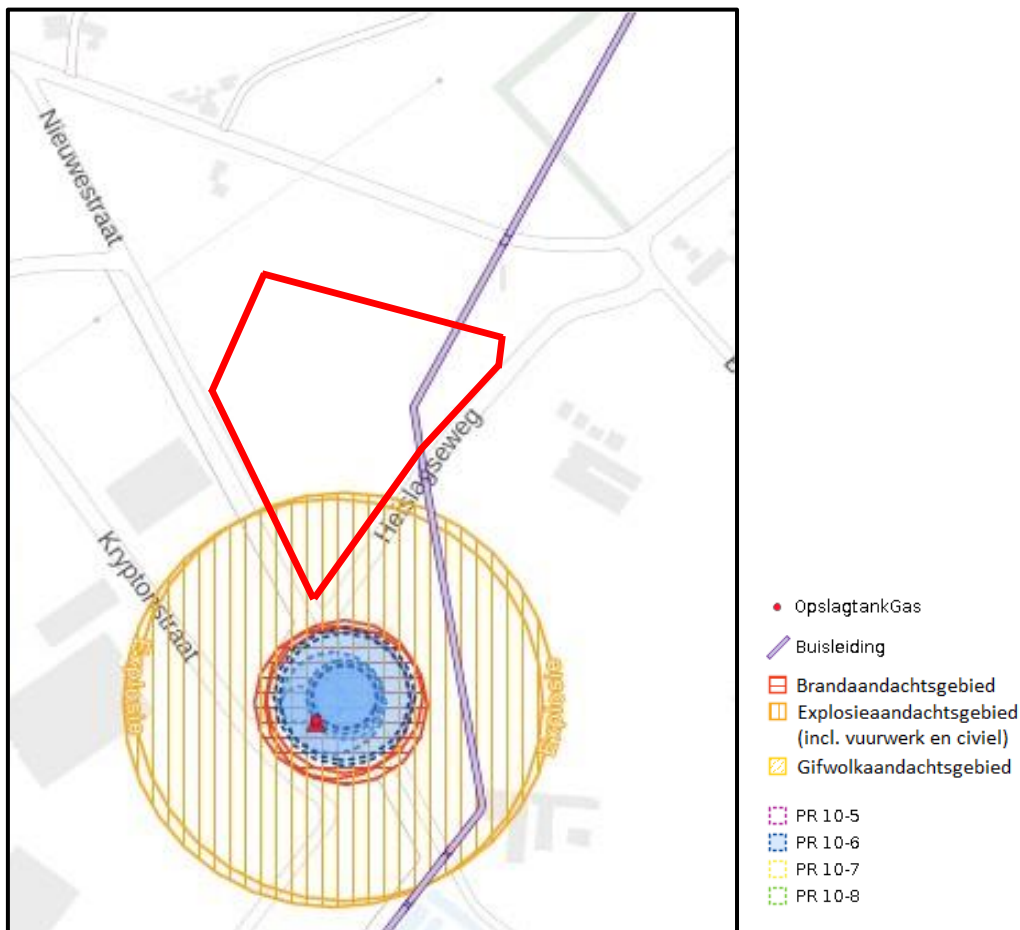 Nieuwestraat
Heislagseweg
Kryptonstraat
Explosie
Explosie
OpslagtankGas
Buisleiding
Brandaandachtsgebied
Explosieaandachtsgebied
(incl. vuurwerk en civiel)
Gifwolkaandachtsgebied
PR 10-5
PR 10-6
PR 10-7
PR 10-8